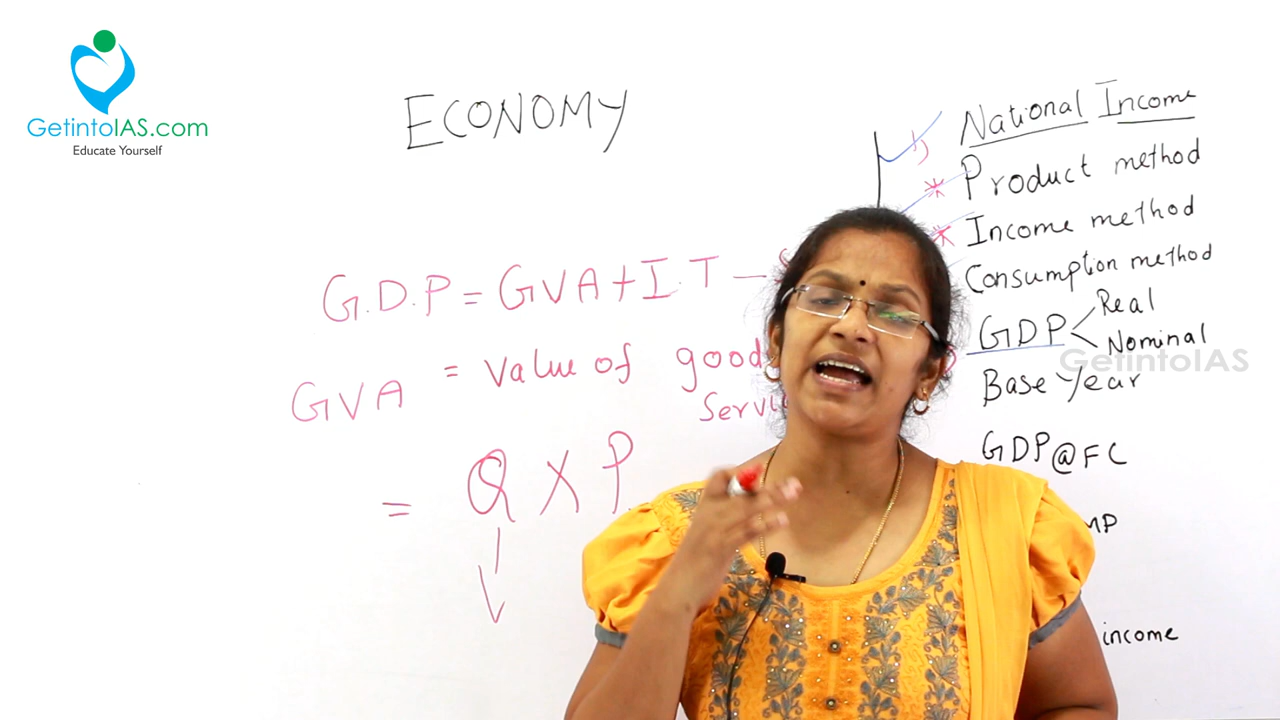 GetintoIAS.com
Educate Yourself
ECONOMY
G.D.P = GVA + I.T —
GVA = Value of good
Servi
= Q X P
National Income
Product method
Income method
Consumption method
GDP Real
Nominal
GetintoIAS
Base Year
GDP@FC
MP
income